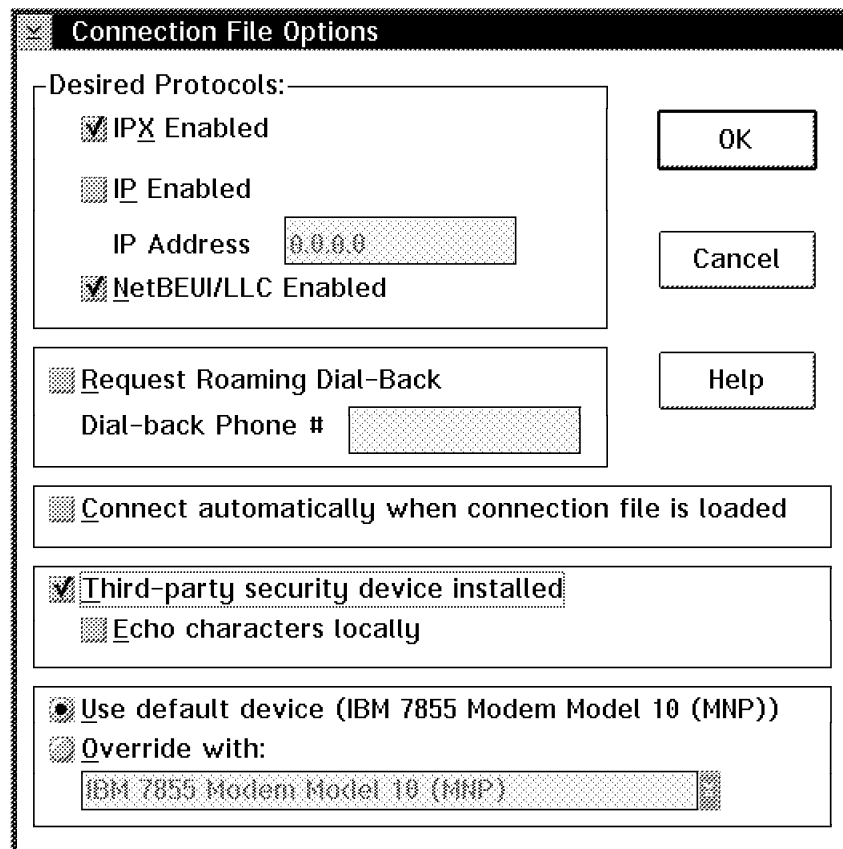 Connection File Options
Desired Protocols:
IPX Enabled
OK
IP Enabled
IP Address 0.0.0.0
Cancel
NetBEUI/LLC Enabled
Request Roaming Dial-Back
Help
Dial-back Phone #
Connect automatically when connection file is loaded
Third-party security device installed
Echo characters locally
Use default device (IBM 7855 Modem Model 10 (MNP))
Override with:
IBM 7855 Modem Model 10 (MNP)